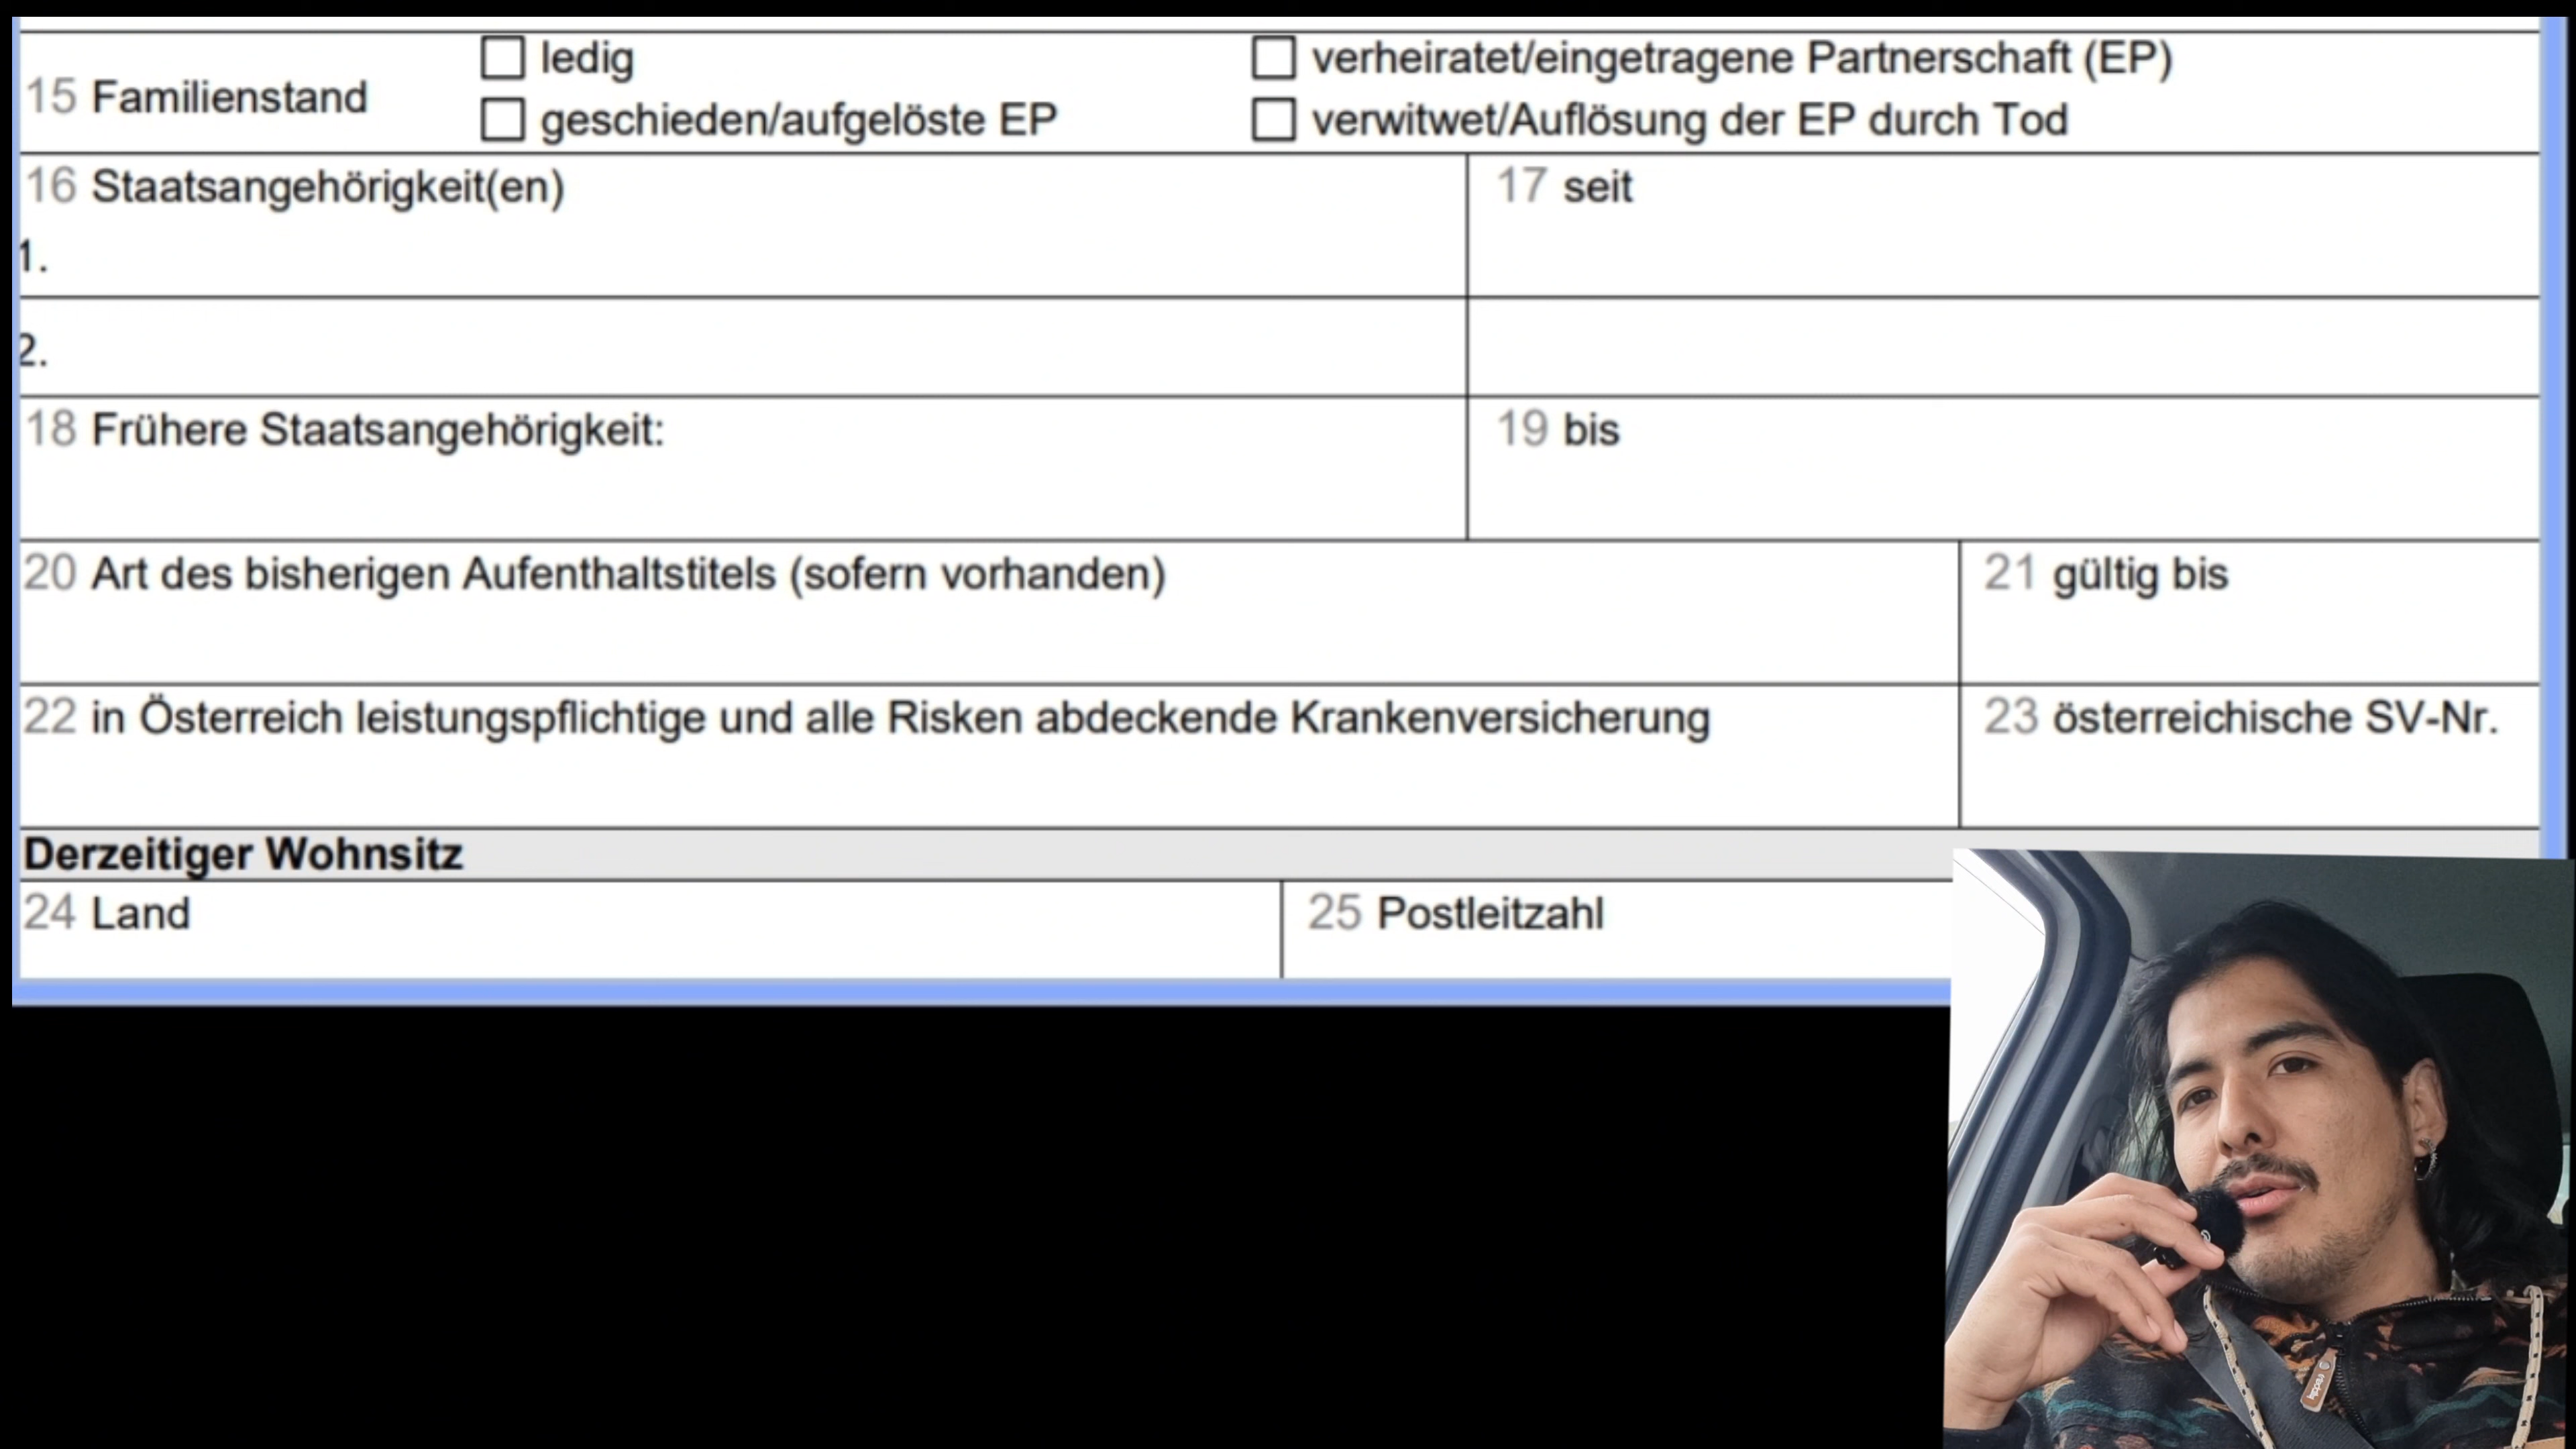 ☐ ledig ☐ verheiratet/eingetragene Partnerschaft (EP)
15 Familienstand
☐ geschieden/aufgelöste EP ☐ verwitwet/Auflösung der EP durch Tod
16 Staatsangehörigkeit(en) 17 seit
1.
2.
18 Frühere Staatsangehörigkeit: 19 bis
20 Art des bisherigen Aufenthaltstitels (sofern vorhanden) 21 gültig bis
22 in Österreich leistungspflichtige und alle Risken abdeckende Krankenversicherung 23 österreichische SV-Nr.
Derzeitiger Wohnsitz
24 Land 25 Postleitzahl